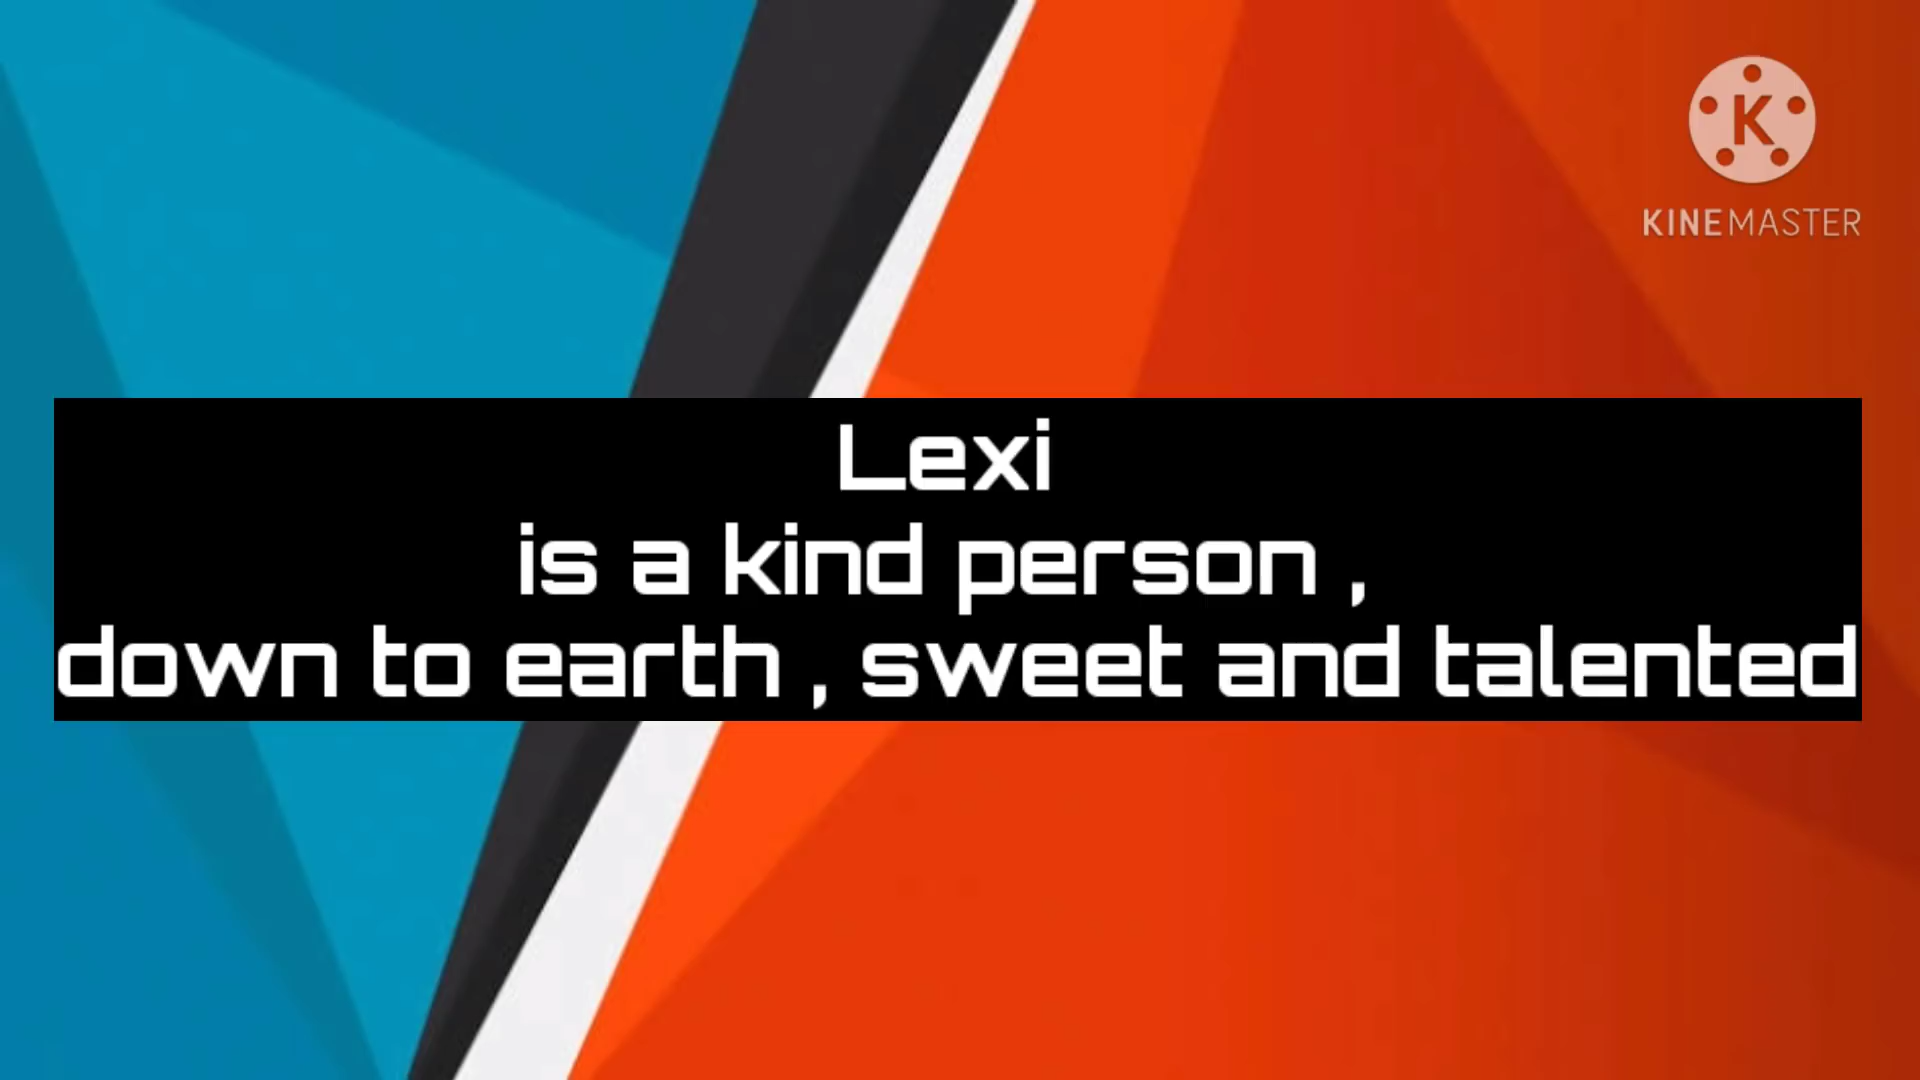 K
KINEMASTER
Lexi
is a kind person ,
down to earth , sweet and talented